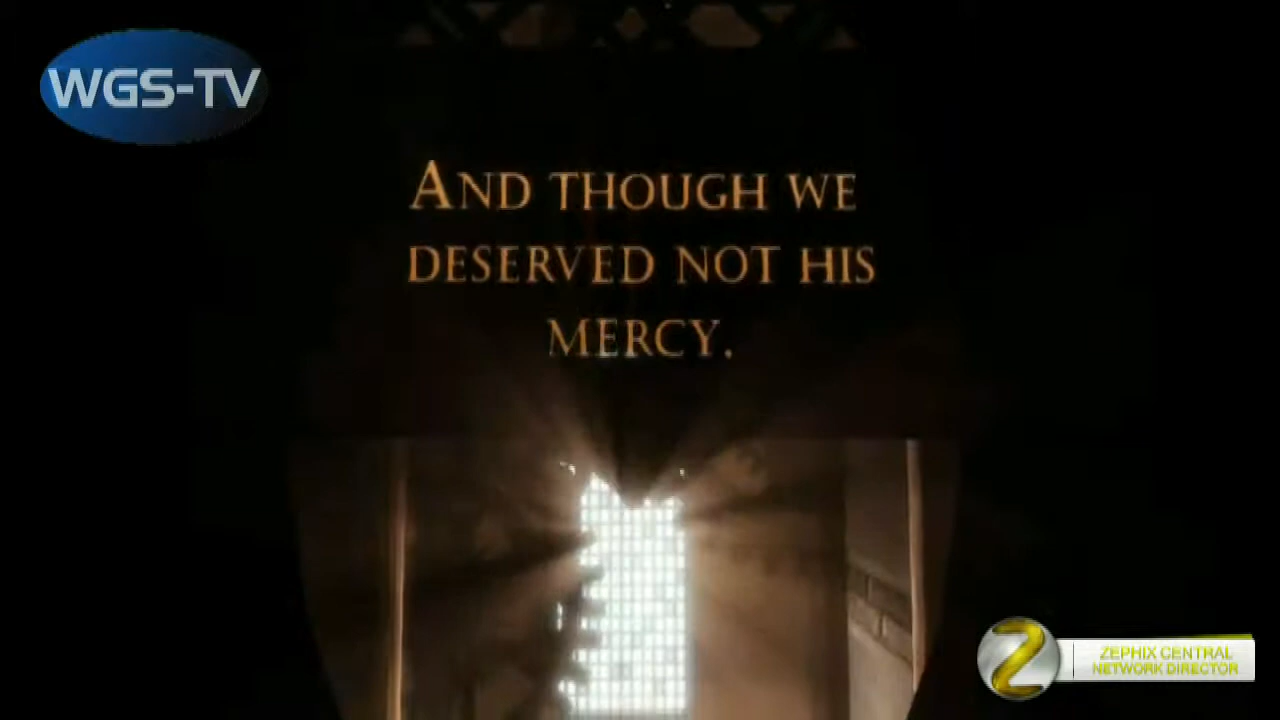 WGS-TV
AND THOUGH WE
DESERVED NOT HIS
MERCY.
Z
ZEPHIX CENTRAL
NETWORK DIRECTOR